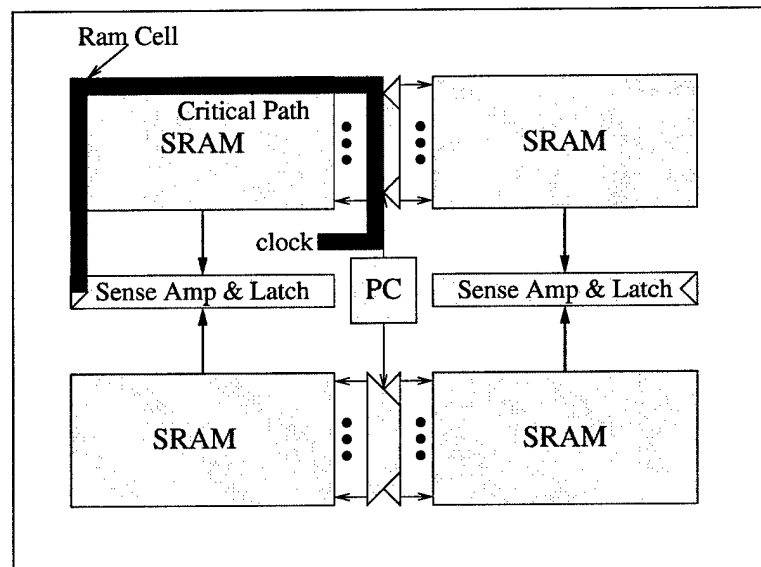 Ram Cell
Critical Path
SRAM
SRAM
clock
Sense Amp & Latch
PC
Sense Amp & Latch
SRAM
SRAM